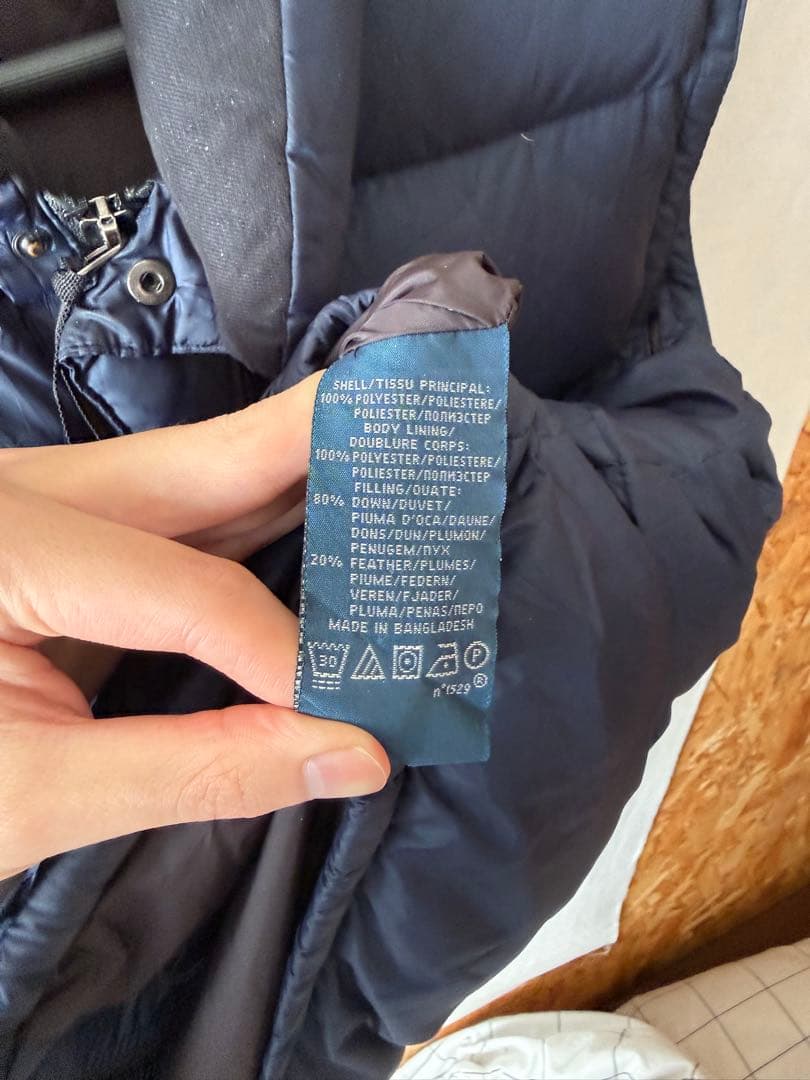 SHELL/TISSU PRINCIPAL:
100% POLYESTER/POLIESTERE/
POLIESTER/ПОЛИЭСТЕР
BODY LINING/
DOUBLURE CORPS:
100% POLYESTER/POLIESTERE/
POLIESTER/ПОЛИЭСТЕР
FILLING/OUATE:
80% DOWN/DUVET/
PIUMA D'OCA/DAUNE/
DONS/DUN/PLUMON/
PENUGEM/ПУХ
20% FEATHER/PLUMES/
PIUME/FEDERN/
VEREN/FJADER/
PLUMA/PENAS/ПЕРО
MADE IN BANGLADESH
30 P
n°1529 ®